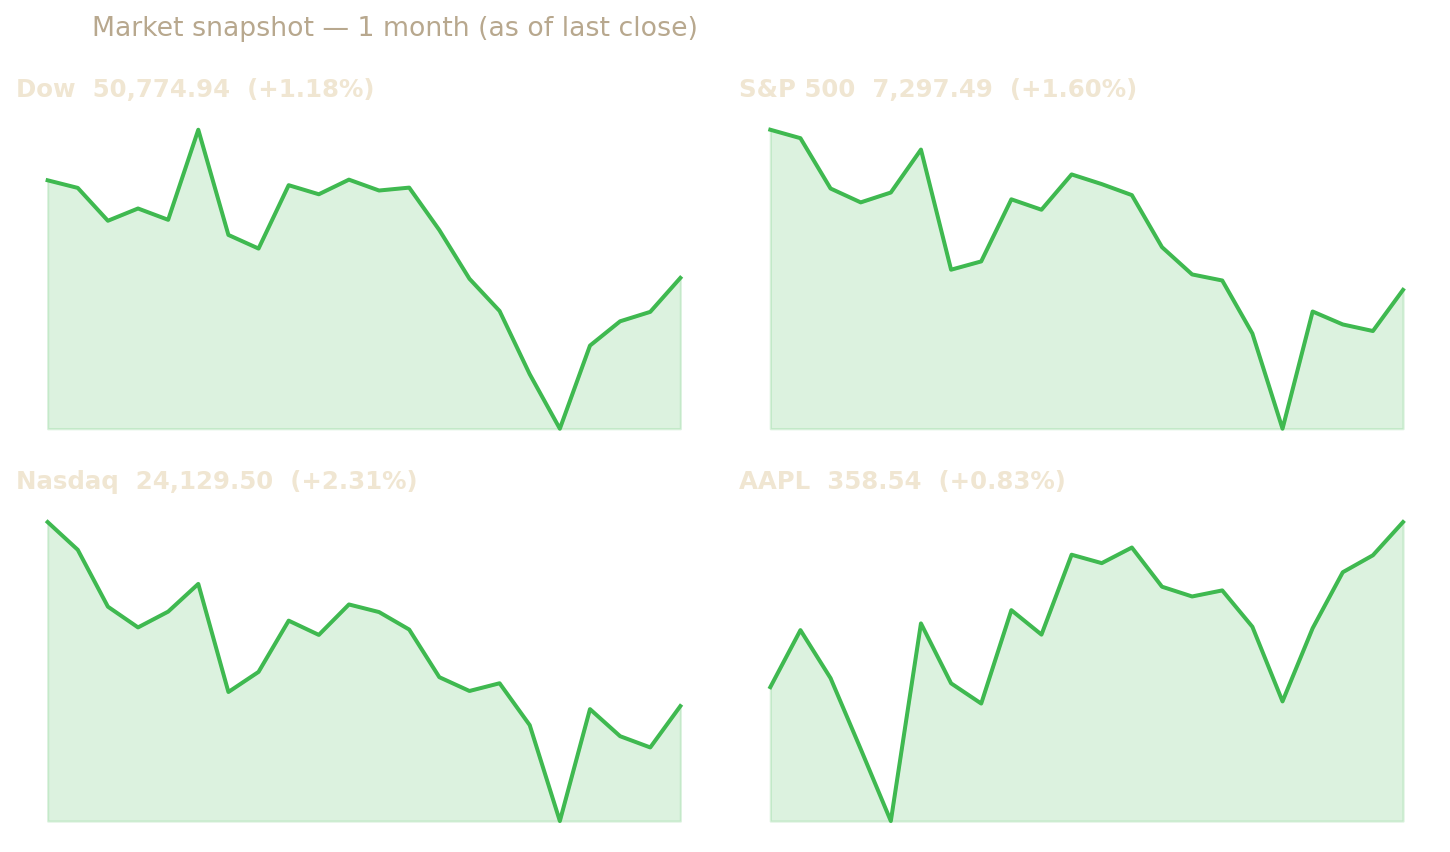 Market snapshot — 1 month (as of last close)
Dow  50,774.94  (+1.18%)
S&P 500  7,297.49  (+1.60%)
Nasdaq  24,129.50  (+2.31%)
AAPL  358.54  (+0.83%)